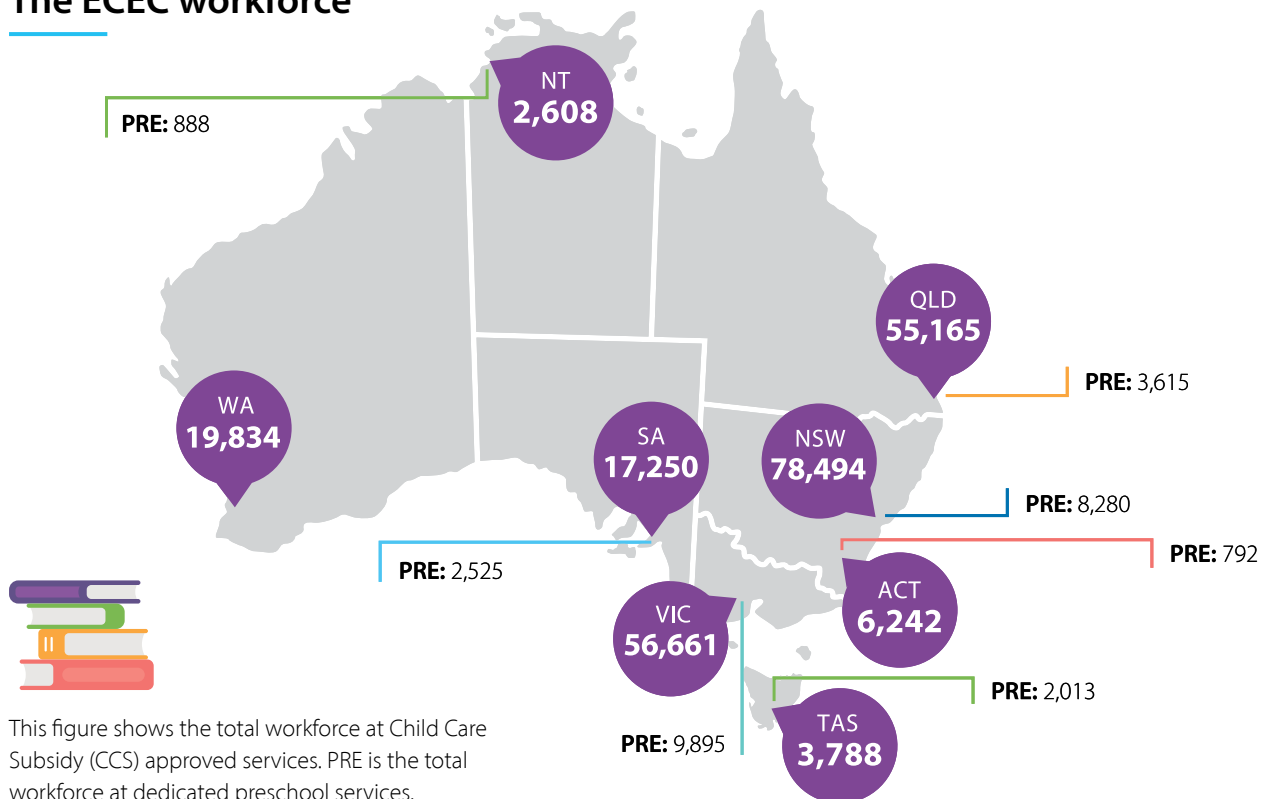 The ECEC workforce
NT
2,608
PRE: 888
QLD
55,165
PRE: 3,615
WA
19,834
SA
17,250
NSW
78,494
PRE: 8,280
PRE: 2,525
PRE: 792
ACT
6,242
VIC
56,661
PRE: 2,013
TAS
3,788
PRE: 9,895
This figure shows the total workforce at Child Care
Subsidy (CCS) approved services. PRE is the total
workforce at dedicated preschool services.